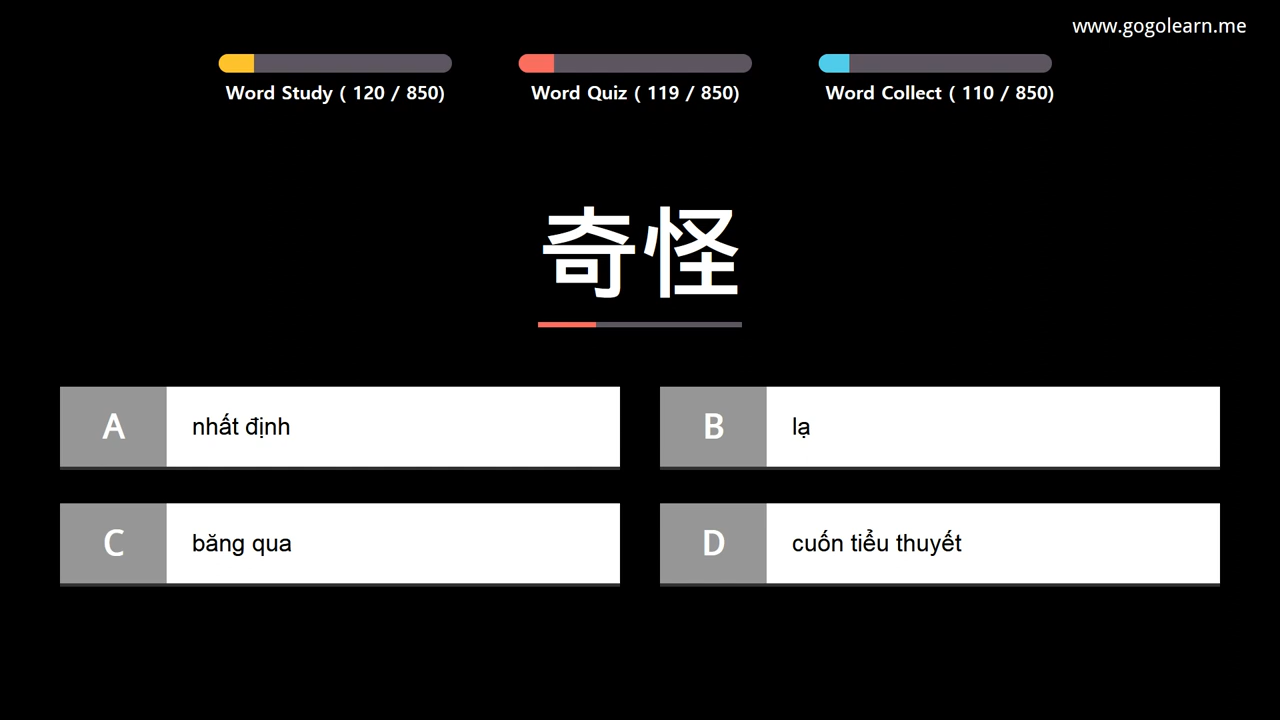 www.gogolearn.me
Word Study ( 120 / 850)
Word Quiz ( 119 / 850)
Word Collect ( 110 / 850)
奇怪
A nhất định
B lạ
C băng qua
D cuốn tiểu thuyết